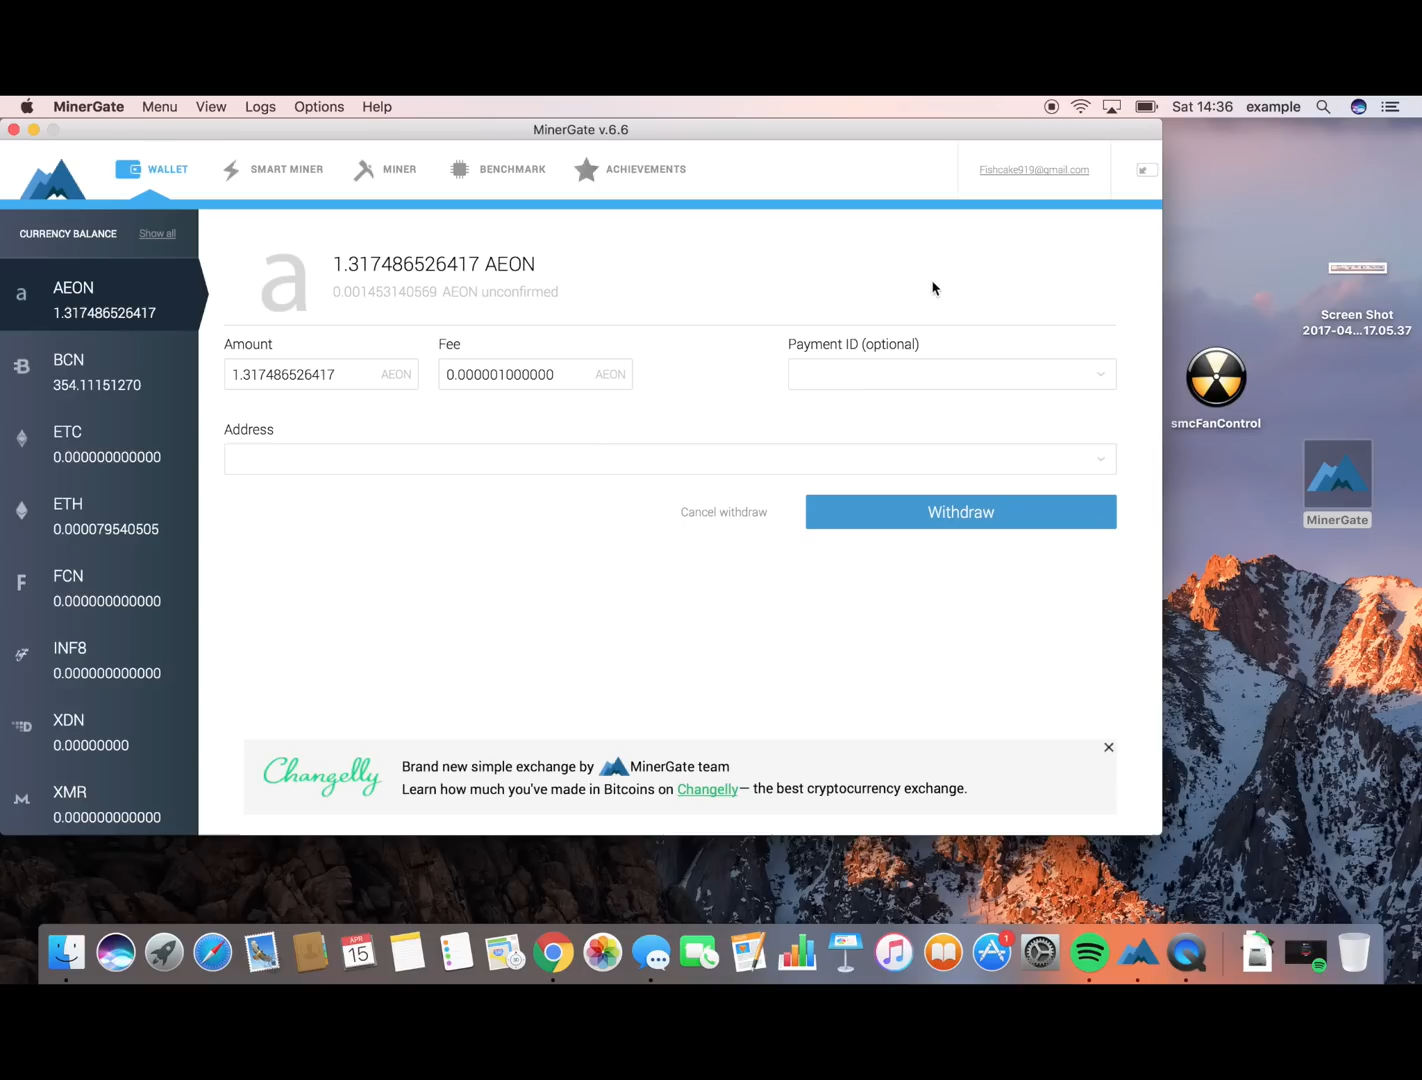 MinerGate Menu View Logs Options Help Sat 14:36 example
MinerGate v.6.6
WALLET SMART MINER MINER BENCHMARK ACHIEVEMENTS Fishcake919@gmail.com
CURRENCY BALANCE Show all
AEON
1.317486526417
BCN
354.11151270
ETC
0.000000000000
ETH
0.000079540505
FCN
0.000000000000
INF8
0.000000000000
XDN
0.00000000
XMR
0.000000000000
a
1.317486526417 AEON
0.001453140569 AEON unconfirmed
Amount Fee Payment ID (optional)
1.317486526417 AEON 0.000001000000 AEON
Address
Cancel withdraw Withdraw
Changelly
Brand new simple exchange by MinerGate team
Learn how much you've made in Bitcoins on Changelly— the best cryptocurrency exchange.
Screen Shot
2017-04...17.05.37
smcFanControl
MinerGate
APR
15
1